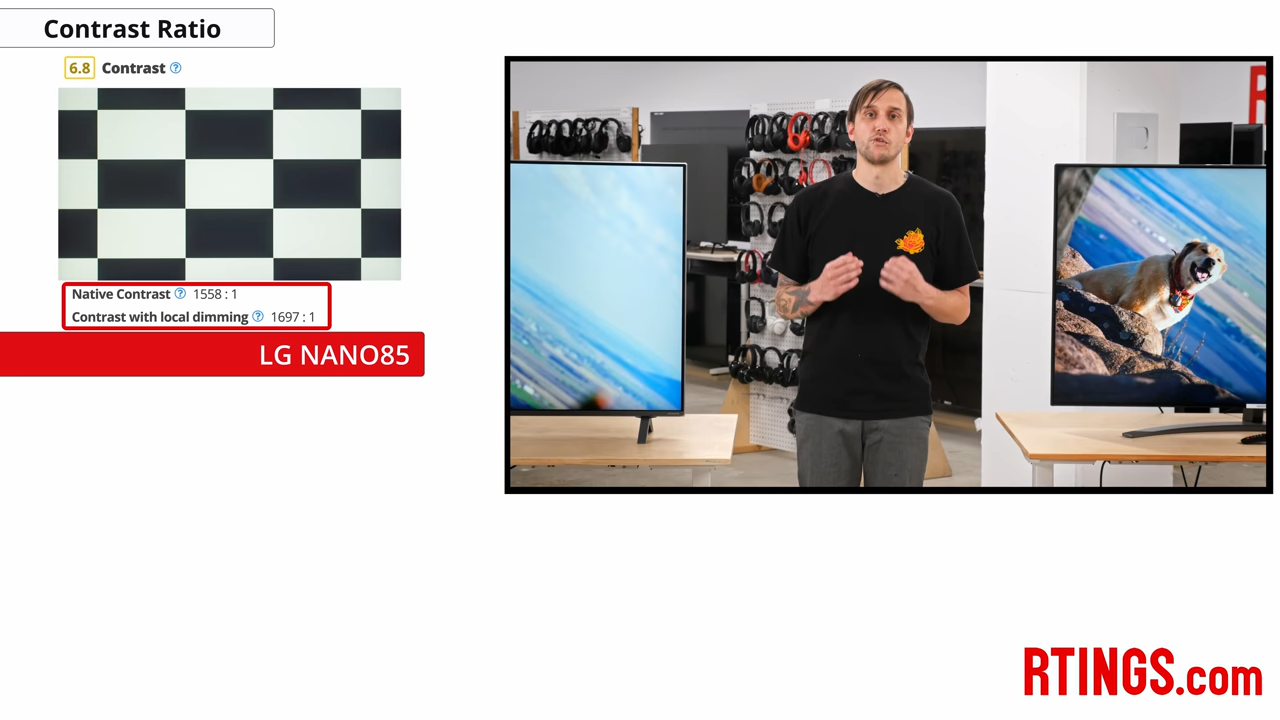 Contrast Ratio
6.8 Contrast ?
Native Contrast ? 1558 : 1
Contrast with local dimming ? 1697 : 1
LG NANO85
R
RTINGS.com